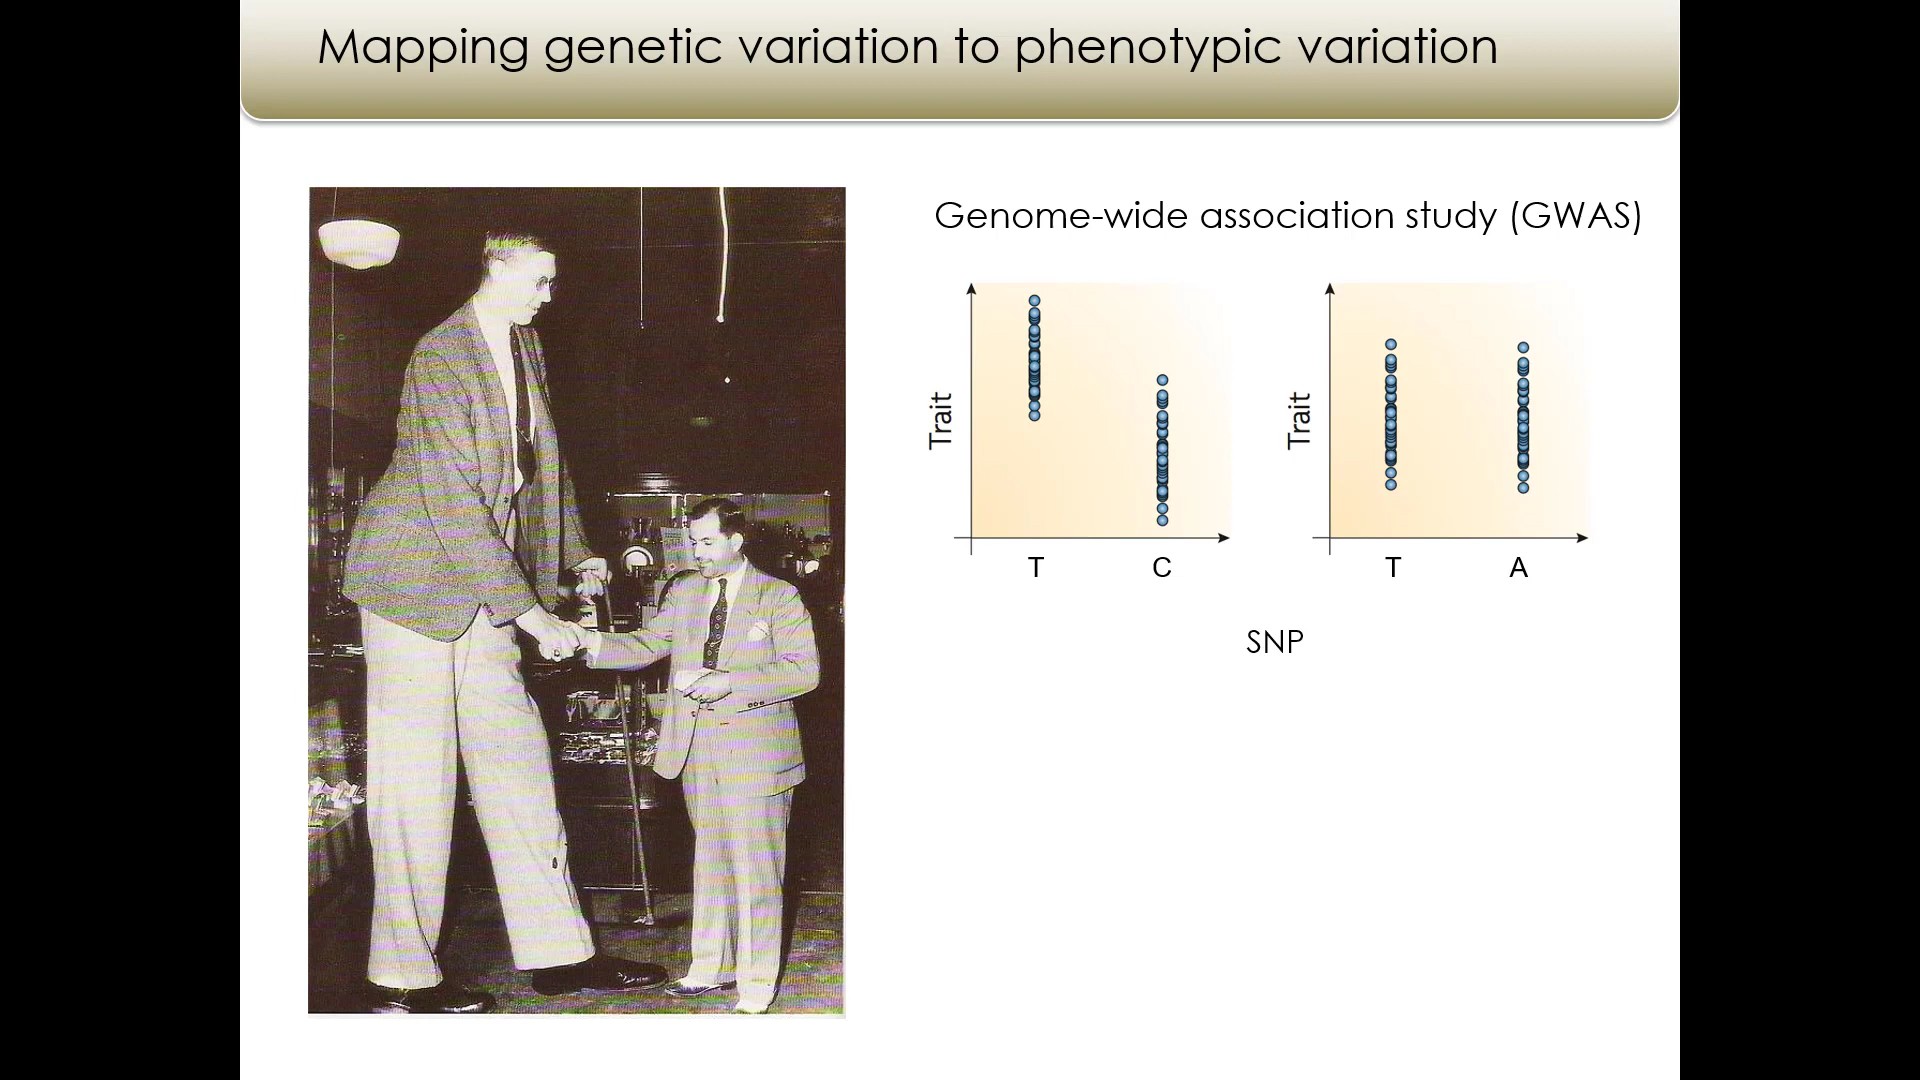 Mapping genetic variation to phenotypic variation
Genome-wide association study (GWAS)
Trait
T C
Trait
T A
SNP